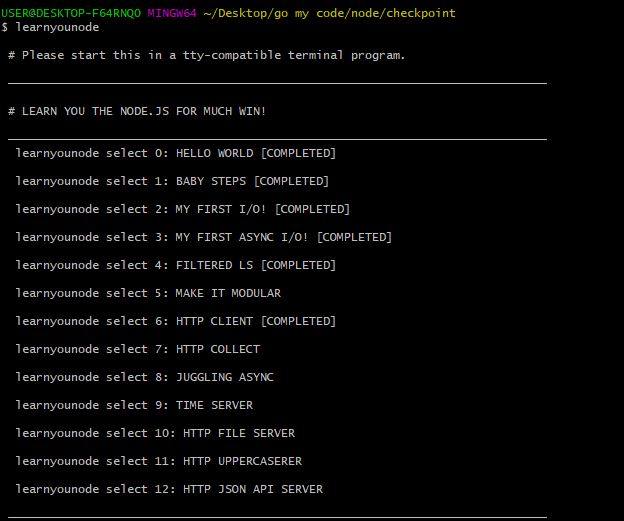 USER@DESKTOP-F64RNQO MINGW64 ~/Desktop/go my code/node/checkpoint
$ learnyounode
# Please start this in a tty-compatible terminal program.
# LEARN YOU THE NODE.JS FOR MUCH WIN!
learnyounode select 0: HELLO WORLD [COMPLETED]
learnyounode select 1: BABY STEPS [COMPLETED]
learnyounode select 2: MY FIRST I/O! [COMPLETED]
learnyounode select 3: MY FIRST ASYNC I/O! [COMPLETED]
learnyounode select 4: FILTERED LS [COMPLETED]
learnyounode select 5: MAKE IT MODULAR
learnyounode select 6: HTTP CLIENT [COMPLETED]
learnyounode select 7: HTTP COLLECT
learnyounode select 8: JUGGLING ASYNC
learnyounode select 9: TIME SERVER
learnyounode select 10: HTTP FILE SERVER
learnyounode select 11: HTTP UPPERCASERER
learnyounode select 12: HTTP JSON API SERVER